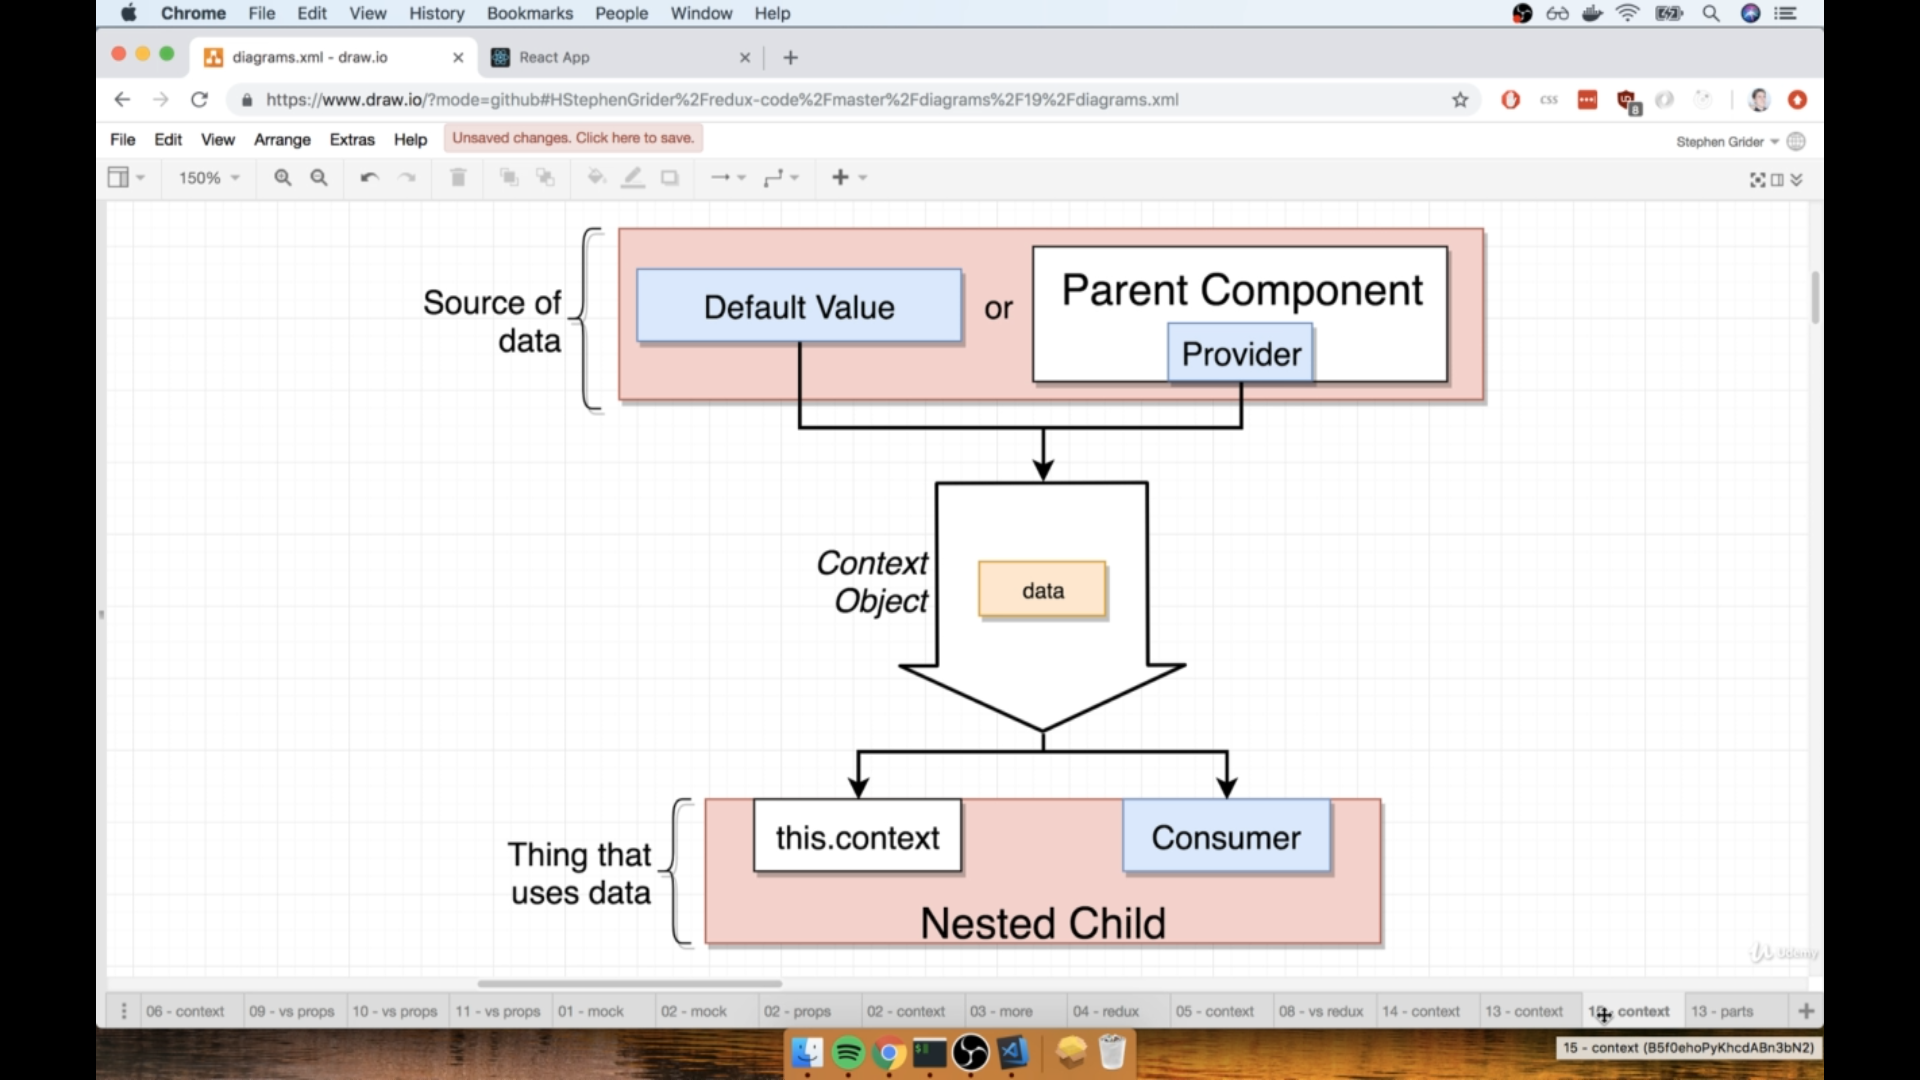 Chrome File Edit View History Bookmarks People Window Help
diagrams.xml - draw.io
React App
https://www.draw.io/?mode=github#HStephenGrider%2Fredux-code%2Fmaster%2Fdiagrams%2F19%2Fdiagrams.xml
CSS
8
File Edit View Arrange Extras Help Unsaved changes. Click here to save.
Stephen Grider
150%
Source of
data
Default Value
or
Parent Component
Provider
Context
Object
data
Thing that
uses data
this.context
Consumer
Nested Child
Udemy
06 - context 09 - vs props 10 - vs props 11 - vs props 01 - mock 02 - mock 02 - props 02 - context 03 - more 04 - redux 05 - context 08 - vs redux 14 - context 13 - context context 13 - parts
15 - context (B5f0ehoPyKhcdABn3bN2)